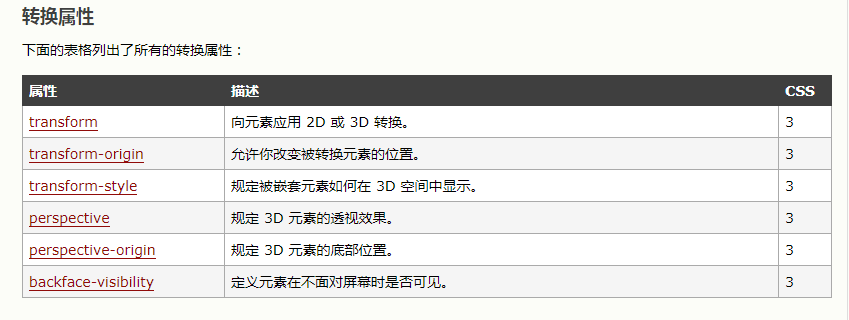 转换属性
下面的表格列出了所有的转换属性：
属性 描述 CSS
transform 向元素应用 2D 或 3D 转换。 3
transform-origin 允许你改变被转换元素的位置。 3
transform-style 规定被嵌套元素如何在 3D 空间中显示。 3
perspective 规定 3D 元素的透视效果。 3
perspective-origin 规定 3D 元素的底部位置。 3
backface-visibility 定义元素在不面对屏幕时是否可见。 3